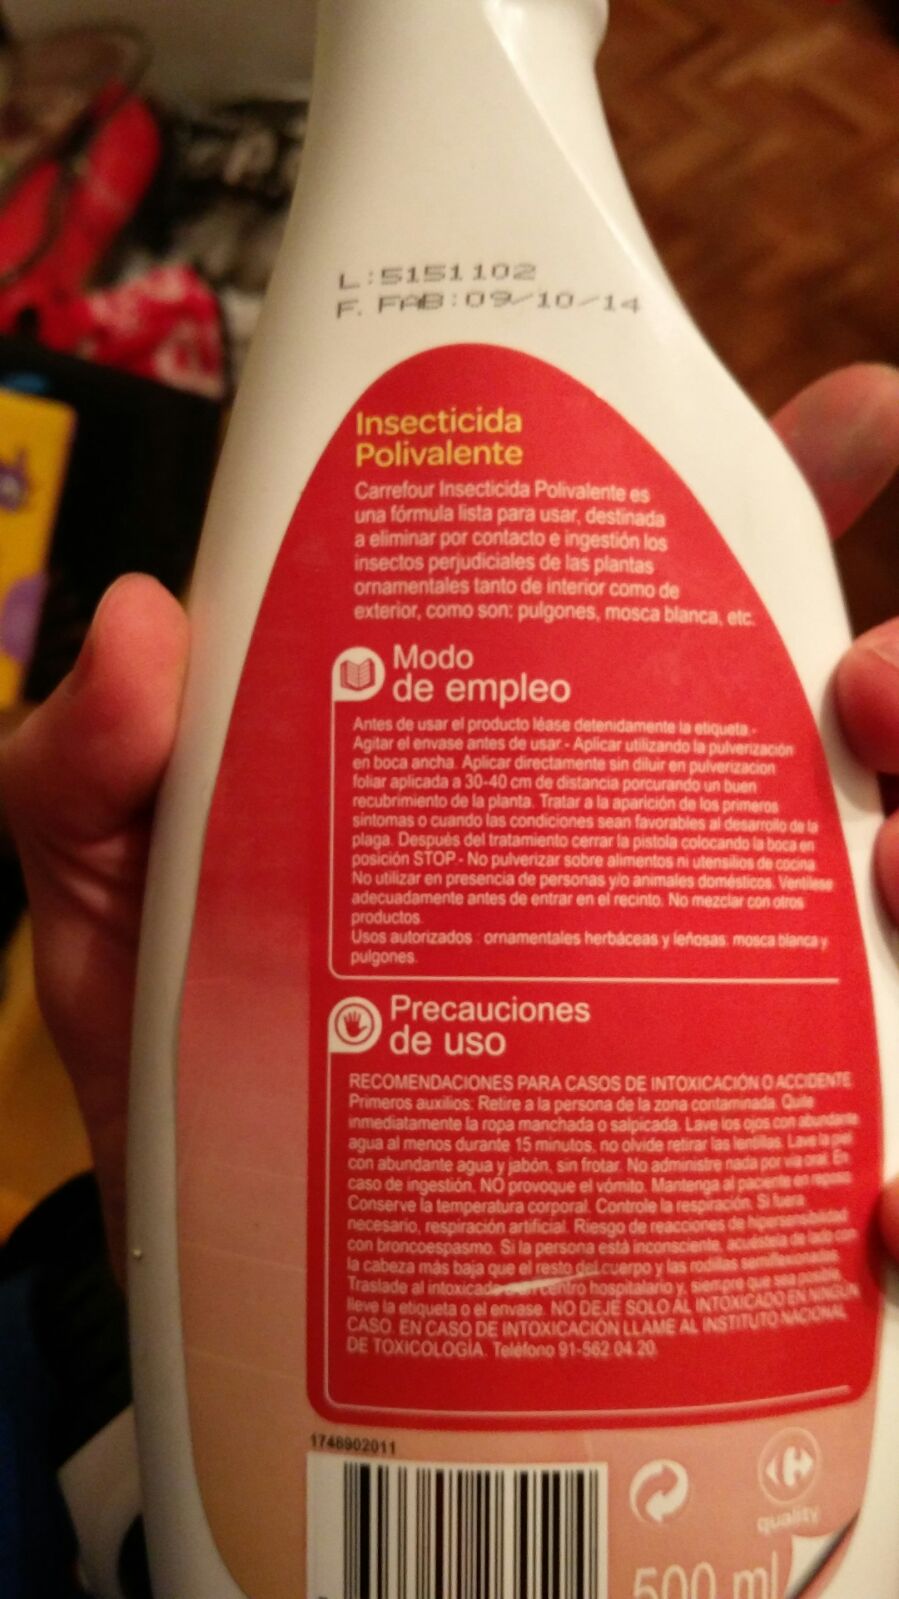 L:5151102
F. FAB:09/10/14
Insecticida
Polivalente
Carrefour Insecticida Polivalente es
una fórmula lista para usar, destinada
a eliminar por contacto e ingestión los
insectos perjudiciales de las plantas
ornamentales tanto de interior como de
exterior, como son: pulgones, mosca blanca, etc.
Modo
de empleo
Antes de usar el producto léase detenidamente la etiqueta.-
Agitar el envase antes de usar.- Aplicar utilizando la pulverización
en boca ancha. Aplicar directamente sin diluir en pulverizacion
foliar aplicada a 30-40 cm de distancia porcurando un buen
recubrimiento de la planta. Tratar a la aparición de los primeros
síntomas o cuando las condiciones sean favorables al desarrollo de la
plaga. Después del tratamiento cerrar la pistola colocando la boca en
posición STOP.- No pulverizar sobre alimentos ni utensilios de cocina.
No utilizar en presencia de personas y/o animales domésticos. Ventilese
adecuadamente antes de entrar en el recinto. No mezclar con otros
productos.
Usos autorizados : ornamentales herbáceas y leñosas: mosca blanca y
pulgones.
Precauciones
de uso
RECOMENDACIONES PARA CASOS DE INTOXICACIÓN O ACCIDENTE
Primeros auxilios: Retire a la persona de la zona contaminada. Quite
inmediatamente la ropa manchada o salpicada. Lave los ojos con abundante
agua al menos durante 15 minutos, no olvide retirar las lentillas. Lave la piel
con abundante agua y jabón, sin frotar. No administre nada por vía oral. En
caso de ingestión, NO provoque el vómito. Mantenga al paciente en reposo.
Conserve la temperatura corporal. Controle la respiración. Si fuera
necesario, respiración artificial. Riesgo de reacciones de hipersensibilidad
con broncoespasmo. Si la persona está inconsciente, acuéstela de lado con
la cabeza más baja que el resto del cuerpo y las rodillas semiflexionadas.
Traslade al intoxicado centro hospitalario y, siempre que sea posible,
lleve la etiqueta o el envase. NO DEJE SOLO AL INTOXICADO EN NINGÚN
CASO. EN CASO DE INTOXICACIÓN LLAME AL INSTITUTO NACIONAL
DE TOXICOLOGÍA. Teléfono 91-562 04 20.
1748902011
quality
500 ml